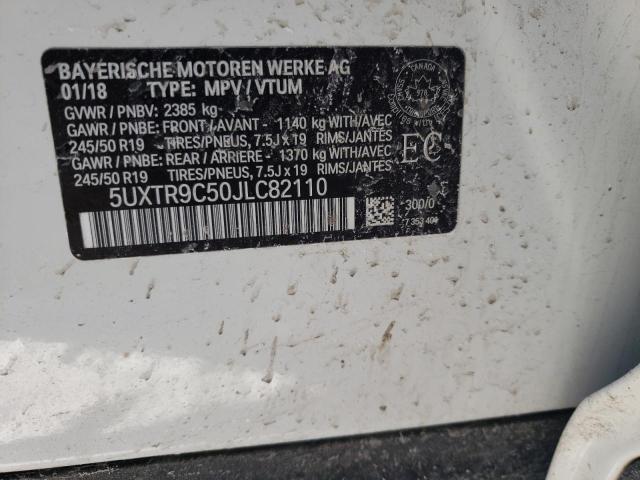 BAYERISCHE MOTOREN WERKE AG
01/18 TYPE: MPV / VTUM
GVWR / PNBV: 2385 kg
GAWR / PNBE: FRONT / AVANT - 1140 kg WITH/AVEC
245/50 R19 TIRES/PNEUS, 7.5J x 19 RIMS/JANTES
GAWR / PNBE: REAR / ARRIERE - 1370 kg WITH/AVEC
245/50 R19 TIRES/PNEUS, 7.5J x 19 RIMS/JANTES
5UXTR9C50JLC82110
CANADA
EC
300/0